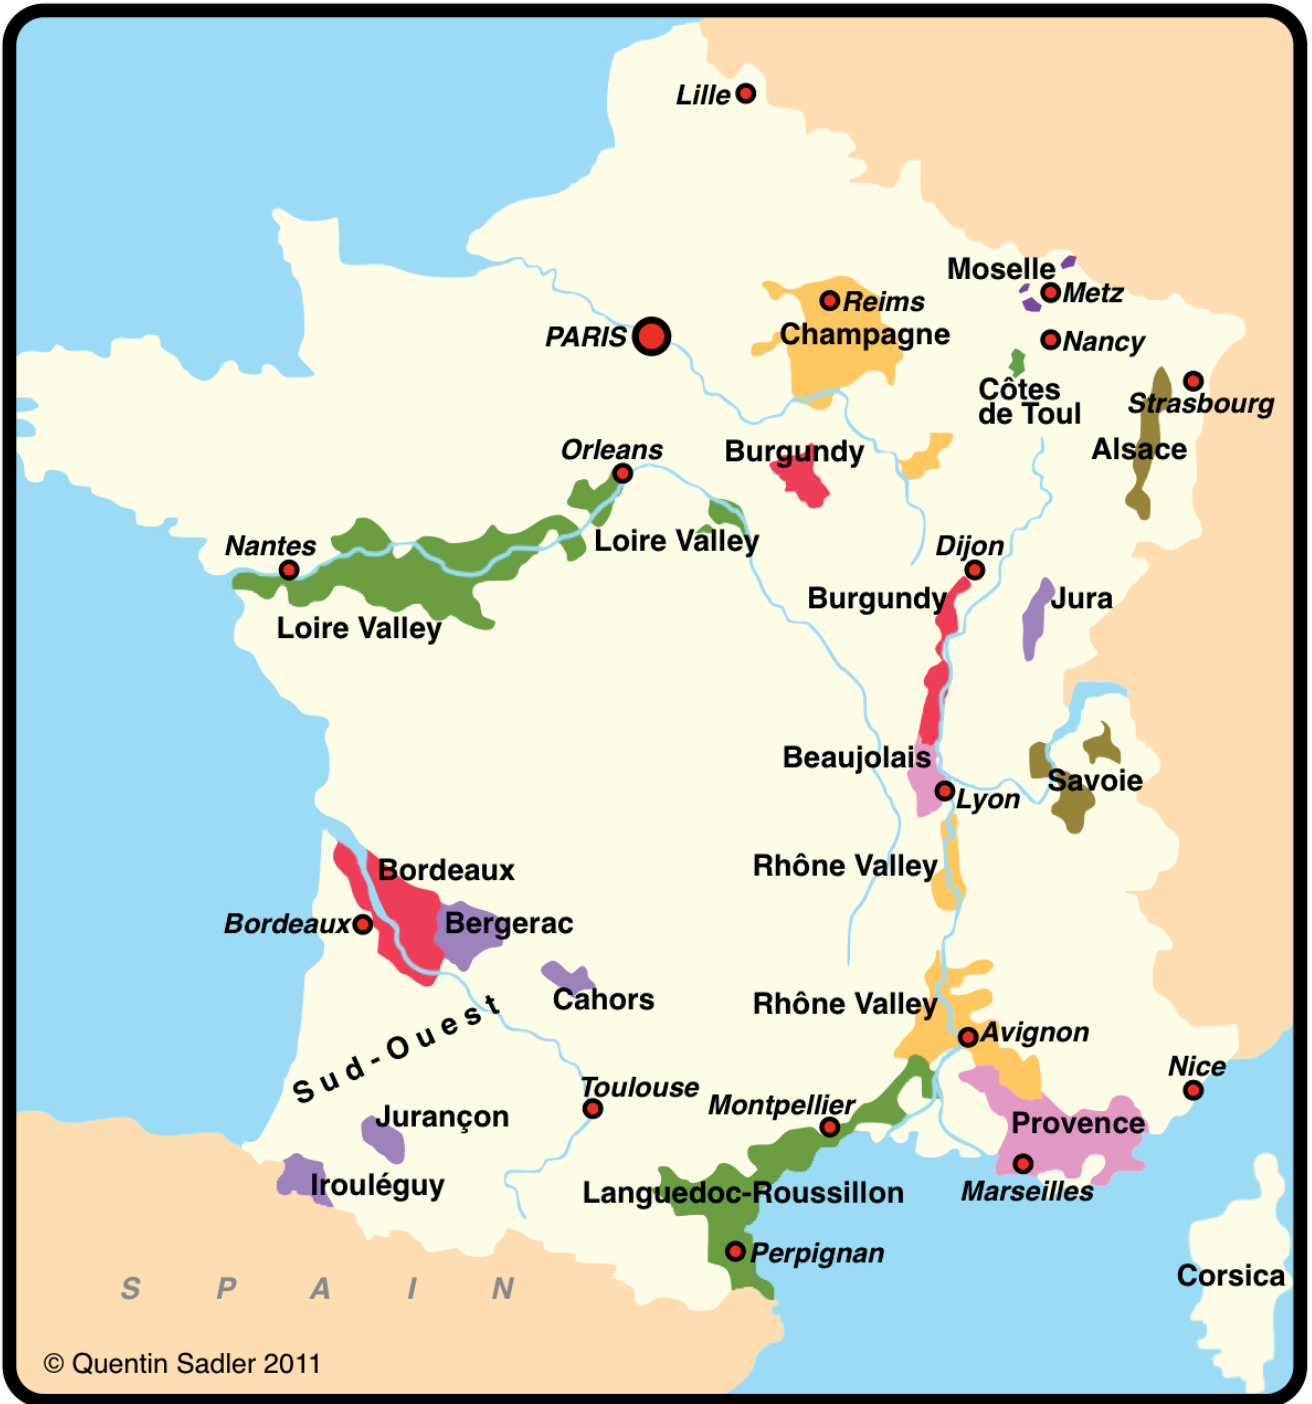 Lille
Moselle
Metz
Reims
Champagne
PARIS
Nancy
Côtes
de Toul
Strasbourg
Alsace
Orleans
Burgundy
Loire Valley
Nantes
Dijon
Burgundy
Jura
Loire Valley
Beaujolais
Savoie
Lyon
Rhône Valley
Bordeaux
Bordeaux
Bergerac
Cahors
Rhône Valley
Avignon
Sud-Ouest
Nice
Toulouse
Montpellier
Jurançon
Provence
Irouléguy
Languedoc-Roussillon
Marseilles
Perpignan
Corsica
SPAIN
© Quentin Sadler 2011